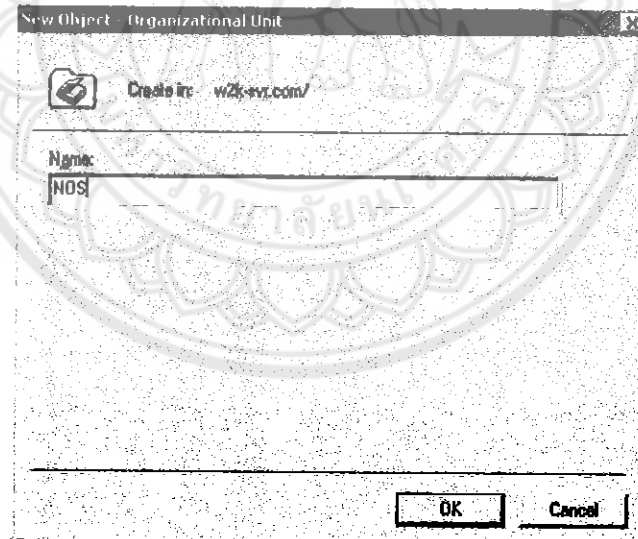 New Object - Organizational Unit
Create in: w2k-svr.com/
Name:
NOS
OK
Cancel